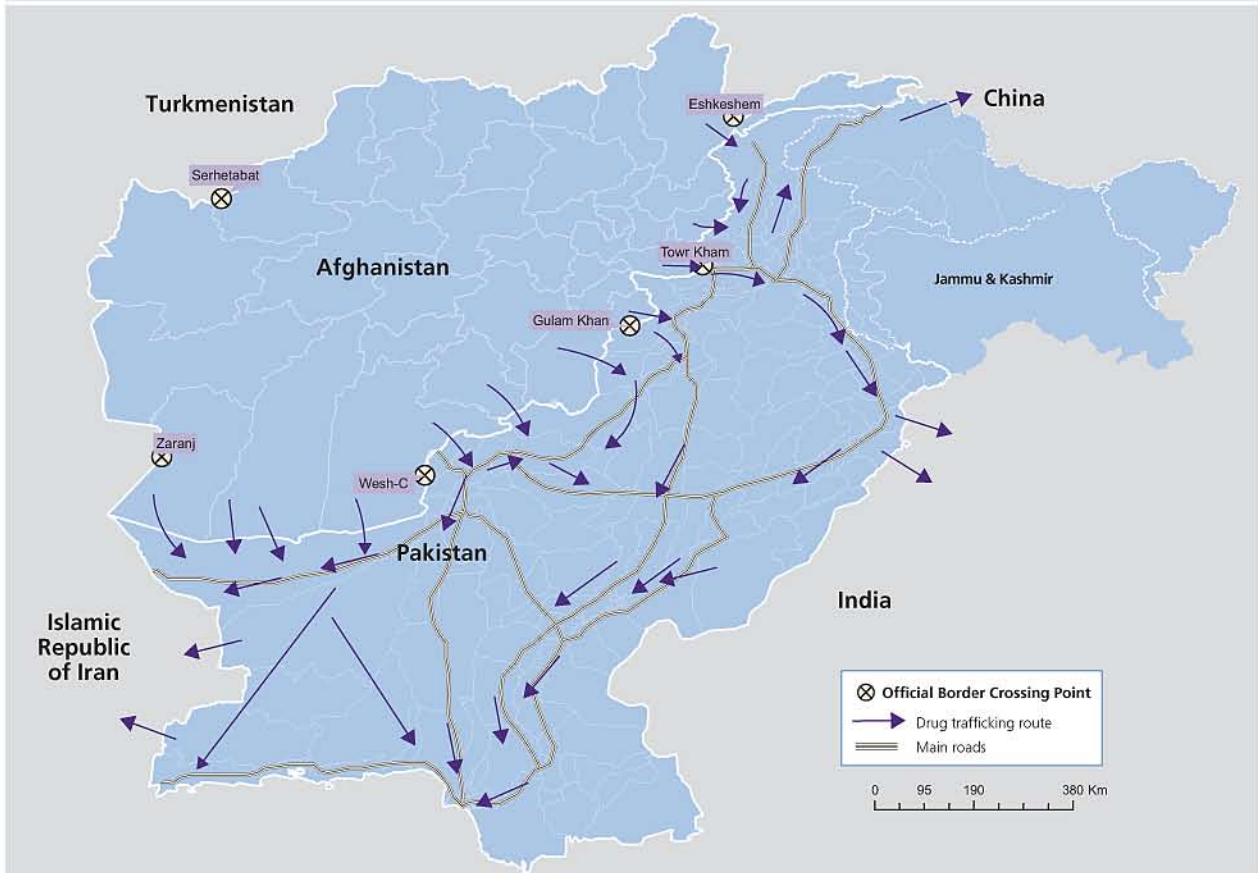 Turkmenistan
Eshkeshem
China
Serhetabat
Towr Kham
Afghanistan
Jammu & Kashmir
Gulam Khan
Zaranj
Wesh-C
Pakistan
India
Islamic
Republic
of Iran
Official Border Crossing Point
Drug trafficking route
Main roads
0 95 190 380 Km